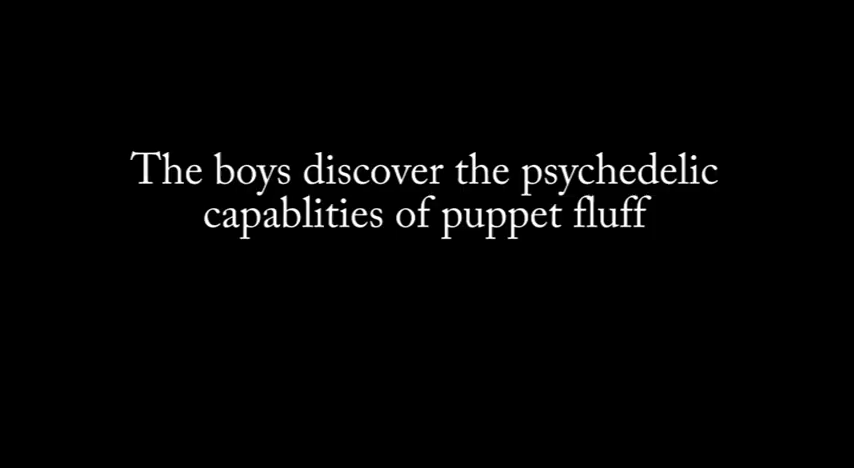 The boys discover the psychedelic
capablities of puppet fluff